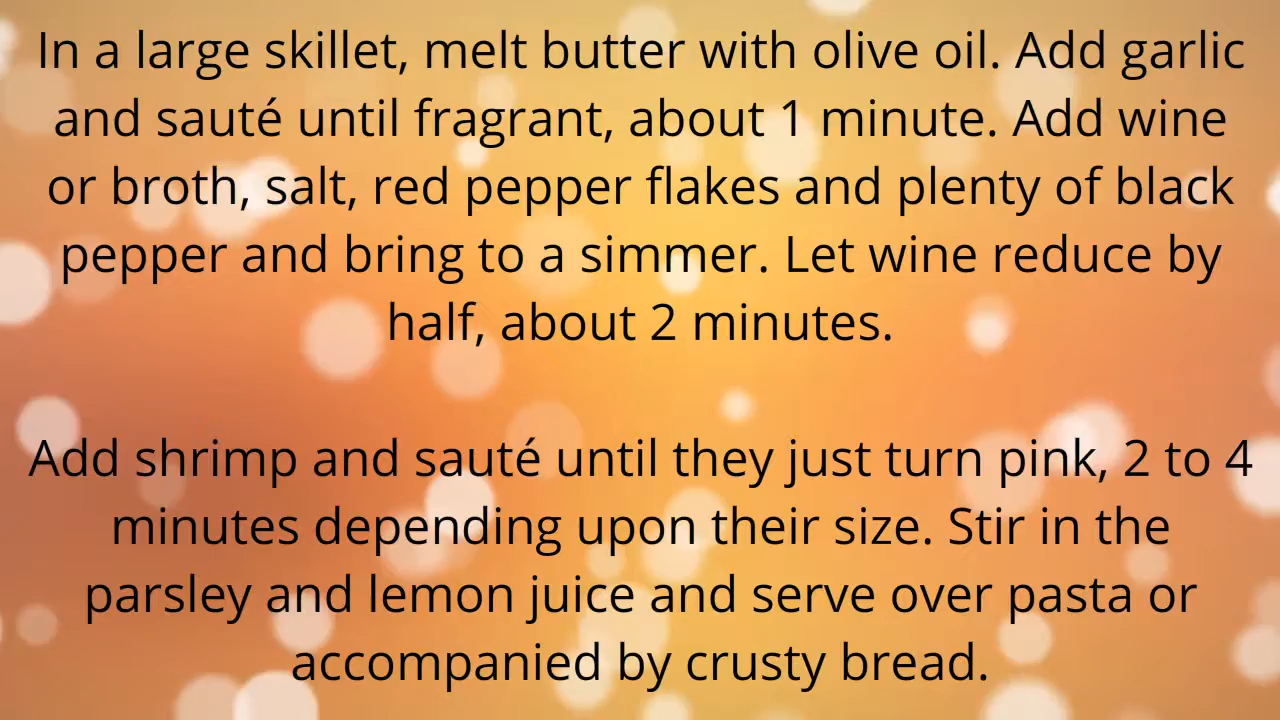 In a large skillet, melt butter with olive oil. Add garlic
and sauté until fragrant, about 1 minute. Add wine
or broth, salt, red pepper flakes and plenty of black
pepper and bring to a simmer. Let wine reduce by
half, about 2 minutes.
Add shrimp and sauté until they just turn pink, 2 to 4
minutes depending upon their size. Stir in the
parsley and lemon juice and serve over pasta or
accompanied by crusty bread.